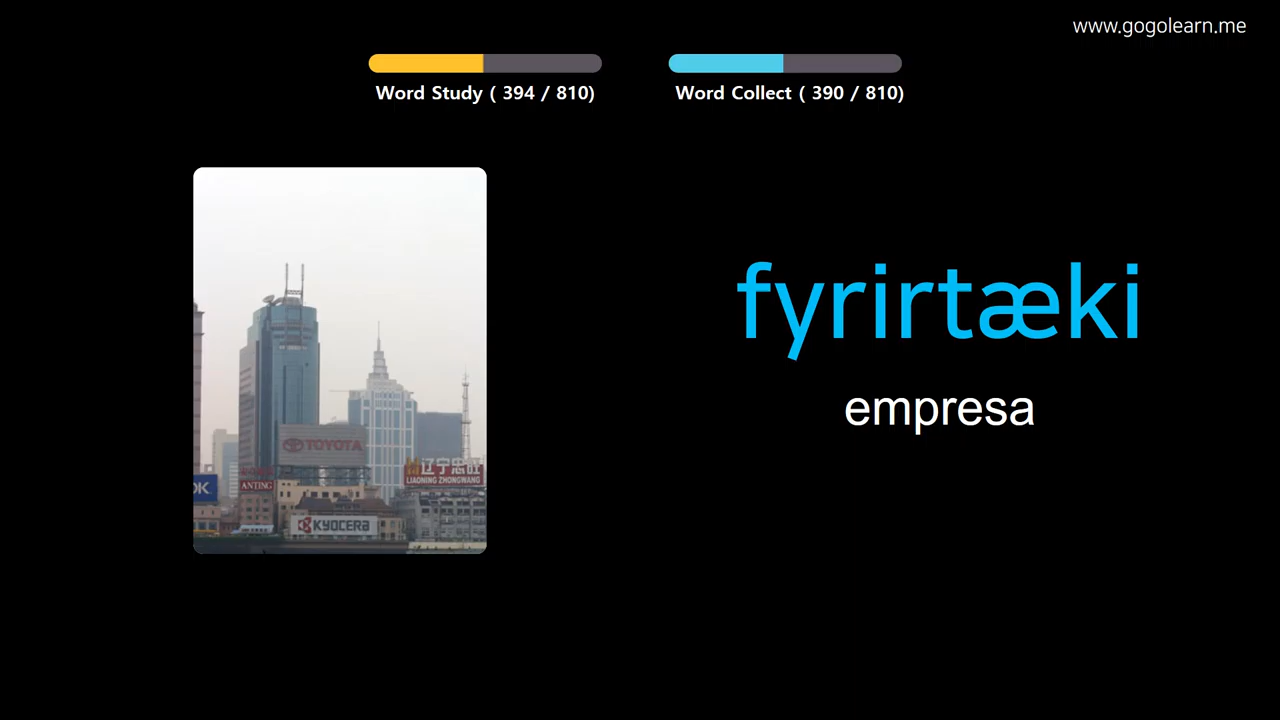 www.gogolearn.me
Word Study ( 394 / 810)
Word Collect ( 390 / 810)
fyrirtæki
empresa
TOYOTA
辽宁忠旺
LIAONING ZHONGWANG
OK.
ANTING
KYOCERA